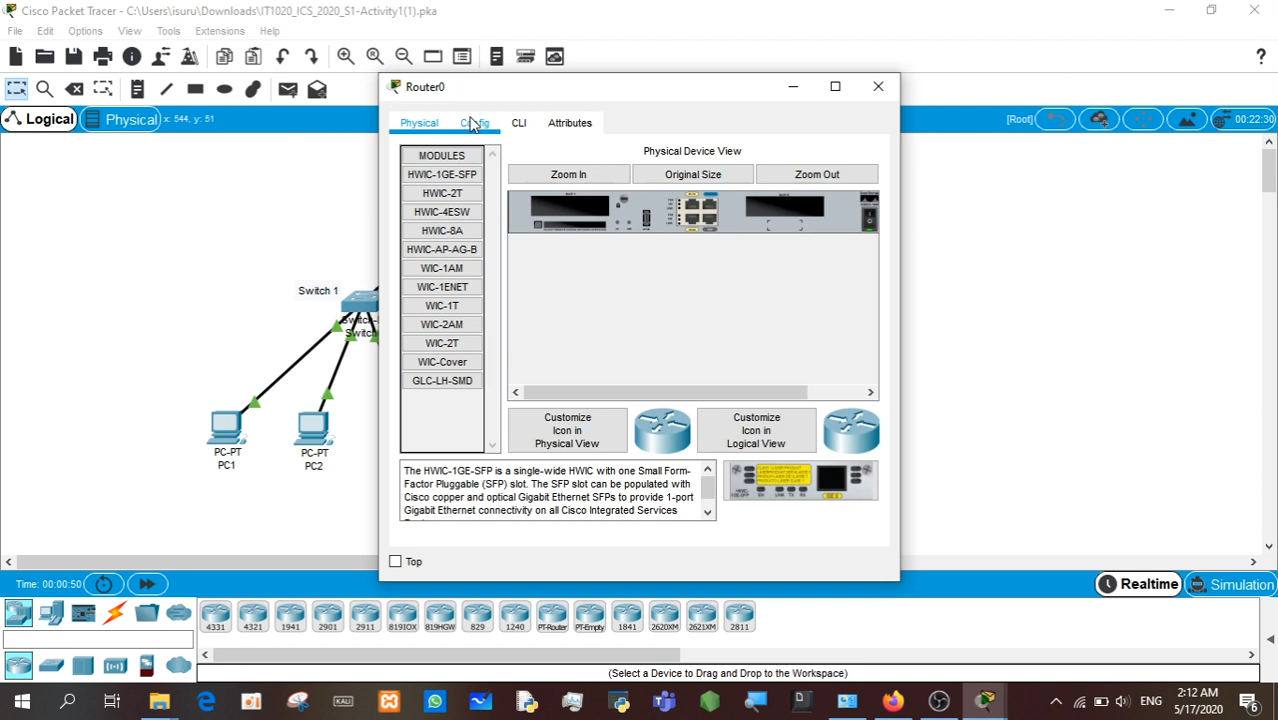 Cisco Packet Tracer - C:\Users\isuru\Downloads\IT1020_ICS_2020_S1-Activity1(1).pka
File Edit Options View Tools Extensions Help
?
Logical Physical x: 544, y: 51 [Root] 00:22:30
Router0
Physical Config CLI Attributes
MODULES
HWIC-1GE-SFP
HWIC-2T
HWIC-4ESW
HWIC-8A
HWIC-AP-AG-B
WIC-1AM
WIC-1ENET
WIC-1T
WIC-2AM
WIC-2T
WIC-Cover
GLC-LH-SMD
Physical Device View
Zoom In Original Size Zoom Out
Customize
Icon in
Physical View
Customize
Icon in
Logical View
The HWIC-1GE-SFP is a single-wide HWIC with one Small Form-
Factor Pluggable (SFP) slot. The SFP slot can be populated with
Cisco copper and optical Gigabit Ethernet SFPs to provide 1-port
Gigabit Ethernet connectivity on all Cisco Integrated Services
Top
Switch 1
Switch
PC-PT
PC1
PC-PT
PC2
Time: 00:00:50 Realtime Simulation
4331 4321 1941 2901 2911 819IOX 819HGW 829 1240 PT-Router PT-Empty 1841 2620XM 2621XM 2811
(Select a Device to Drag and Drop to the Workspace)
KALI
ENG
2:12 AM
5/17/2020
6